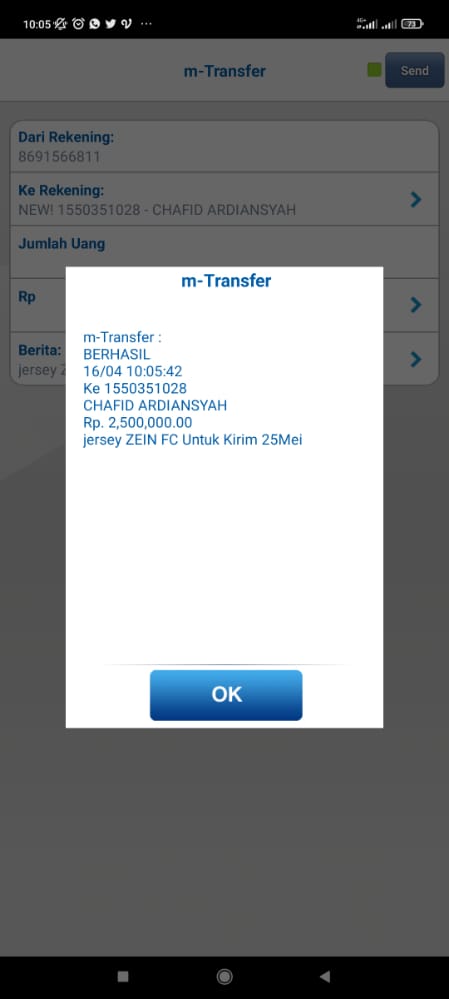 10:05
4G+
73
m-Transfer
Send
Dari Rekening:
8691566811
Ke Rekening:
NEW! 1550351028 - CHAFID ARDIANSYAH
Jumlah Uang
Rp
Berita:
jersey
m-Transfer
m-Transfer :
BERHASIL
16/04 10:05:42
Ke 1550351028
CHAFID ARDIANSYAH
Rp. 2,500,000.00
jersey ZEIN FC Untuk Kirim 25Mei
OK